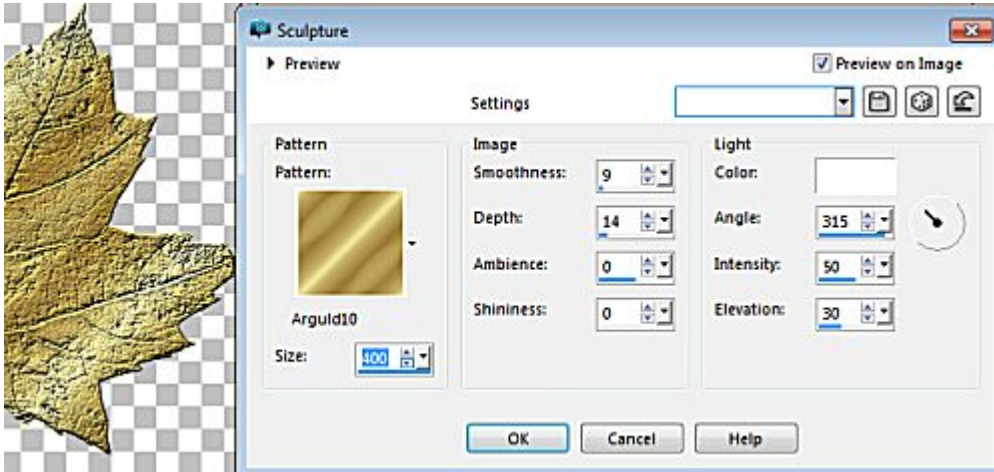 Sculpture
Preview
Preview on Image
Settings
Pattern
Pattern:
Arguld10
Size: 400
Image
Smoothness: 9
Depth: 14
Ambience: 0
Shininess: 0
Light
Color:
Angle: 315
Intensity: 50
Elevation: 30
OK Cancel Help